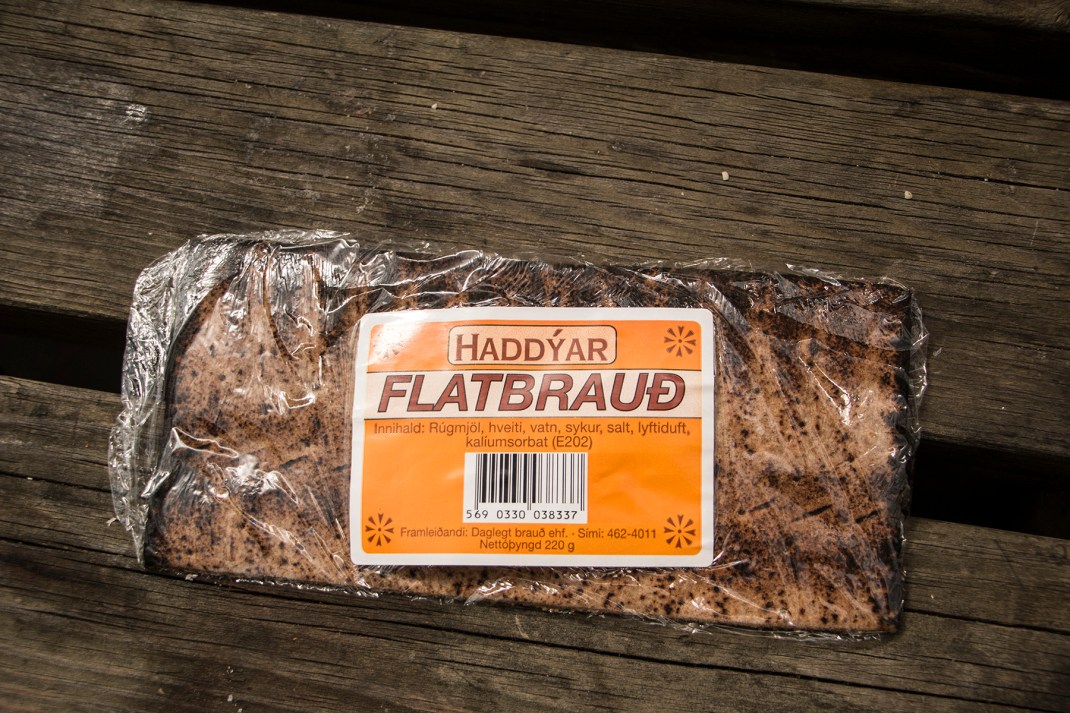 HADDÝAR
FLATBRAUÐ
Innihald: Rúgmjöl, hveiti, vatn, sykur, salt, lyftiduft,
kalíumsorbat (E202)
569 0330 038337
Framleiðandi: Daglegt brauð ehf. · Sími: 462-4011
Nettóþyngd 220 g